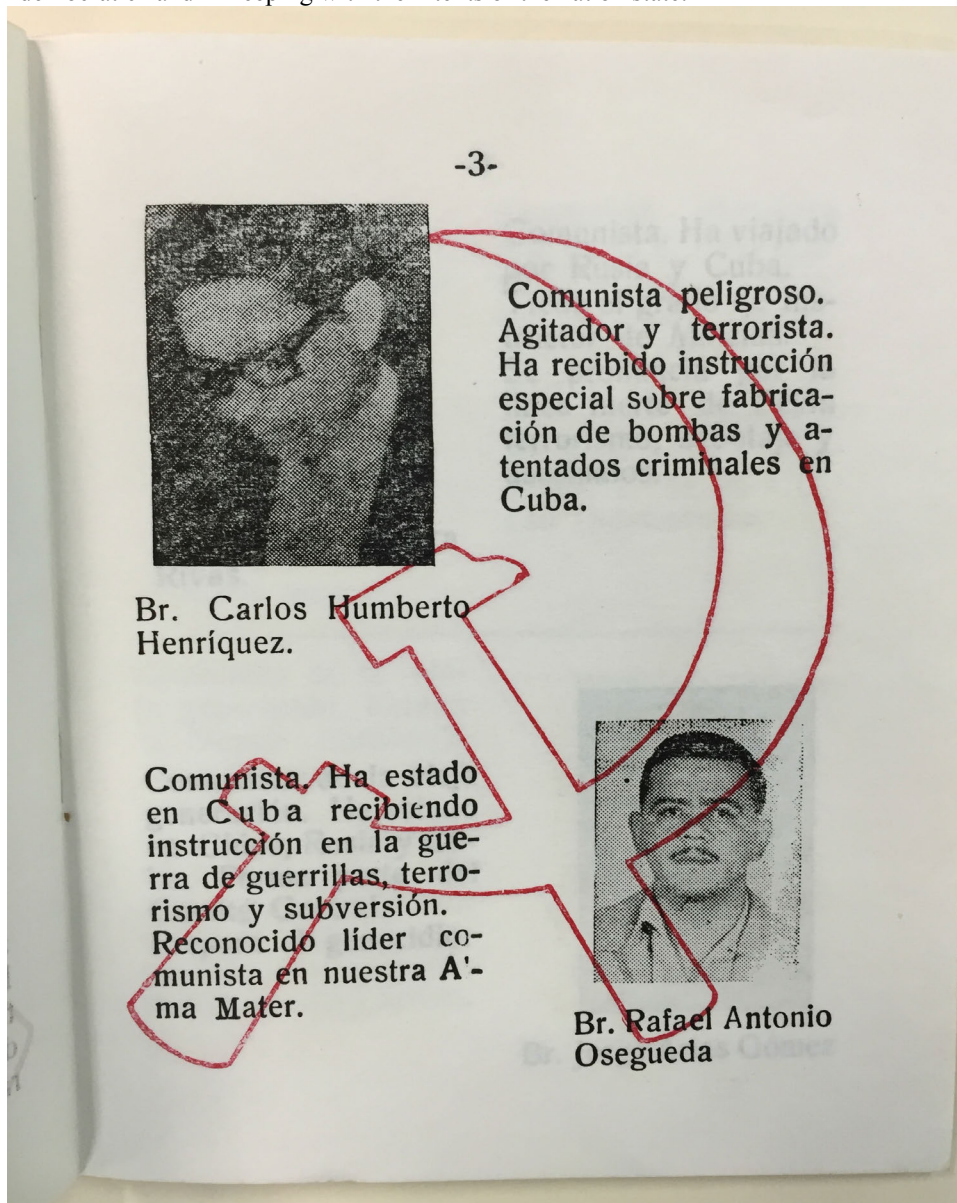 -3-
Comunista peligroso.
Agitador y terrorista.
Ha recibido instrucción
especial sobre fabrica-
ción de bombas y a-
tentados criminales en
Cuba.
Br. Carlos Humberto
Henríquez.
Comunista. Ha estado
en Cuba recibiendo
instrucción en la gue-
rra de guerrillas, terro-
rismo y subversión.
Reconocido líder co-
munista en nuestra A'-
ma Mater.
Br. Rafael Antonio
Osegueda